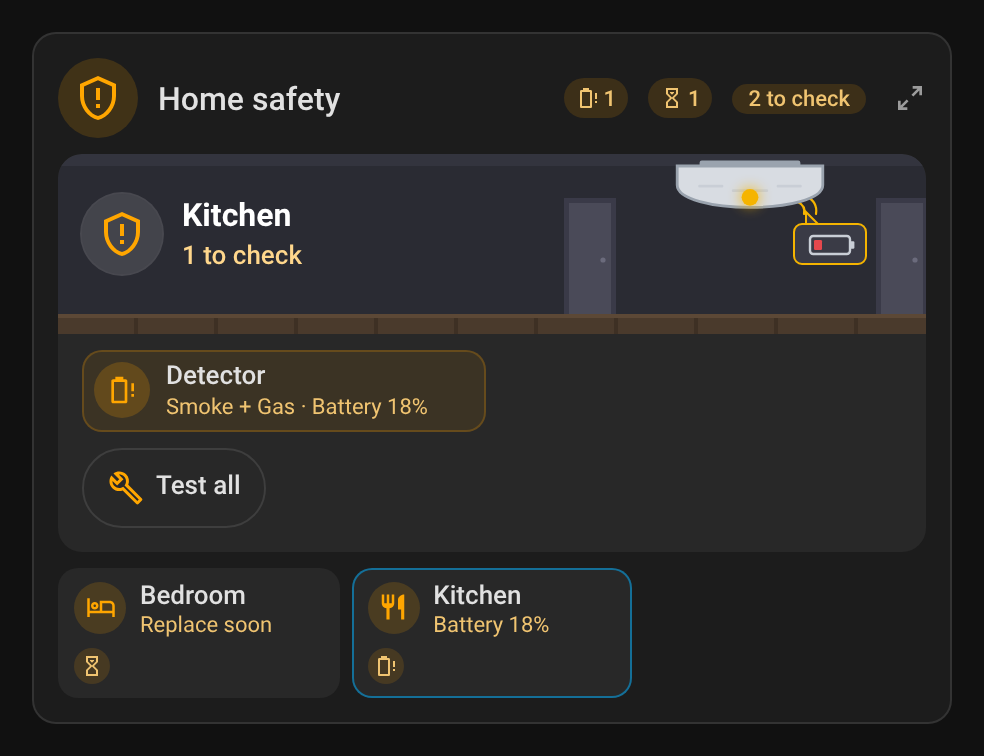 Home safety
1
1
2 to check
Kitchen
1 to check
Detector
Smoke + Gas · Battery 18%
Test all
Bedroom
Replace soon
Kitchen
Battery 18%